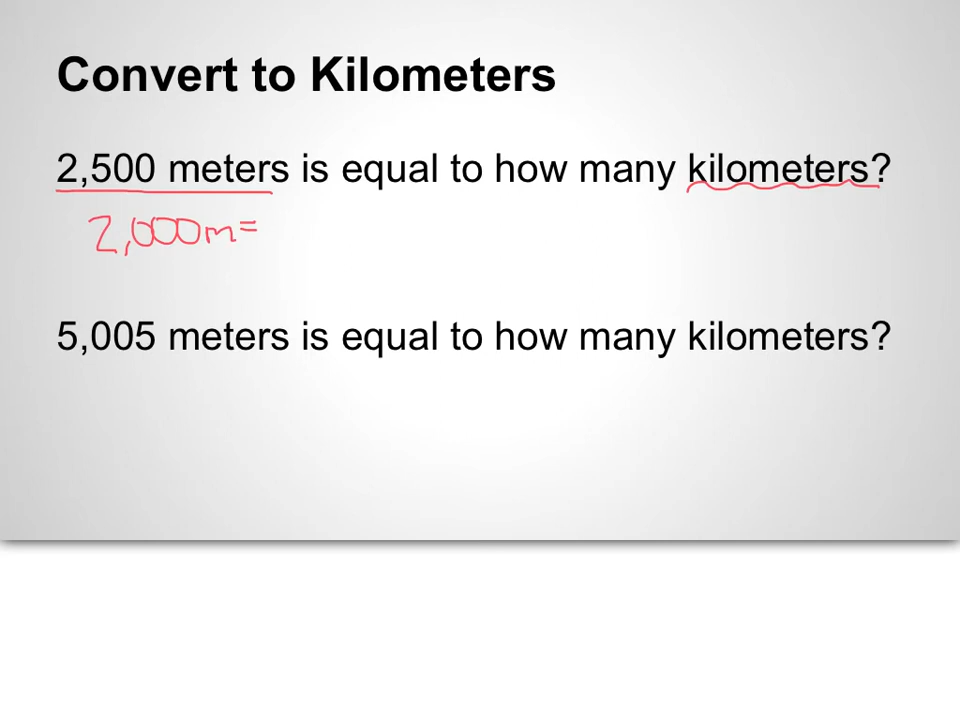 Convert to Kilometers
2,500 meters is equal to how many kilometers?
2,000m=
5,005 meters is equal to how many kilometers?